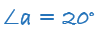 ∠a = 20°